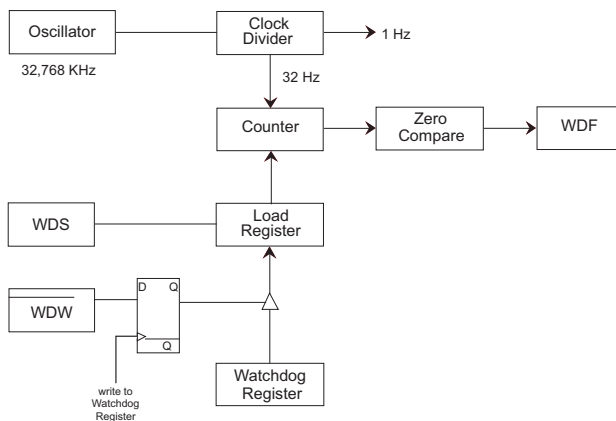 Oscillator
Clock
Divider
1 Hz
32,768 KHz
32 Hz
Counter
Zero
Compare
WDF
WDS
Load
Register
D
Q
WDW
Q
Watchdog
Register
write to
Watchdog
Register